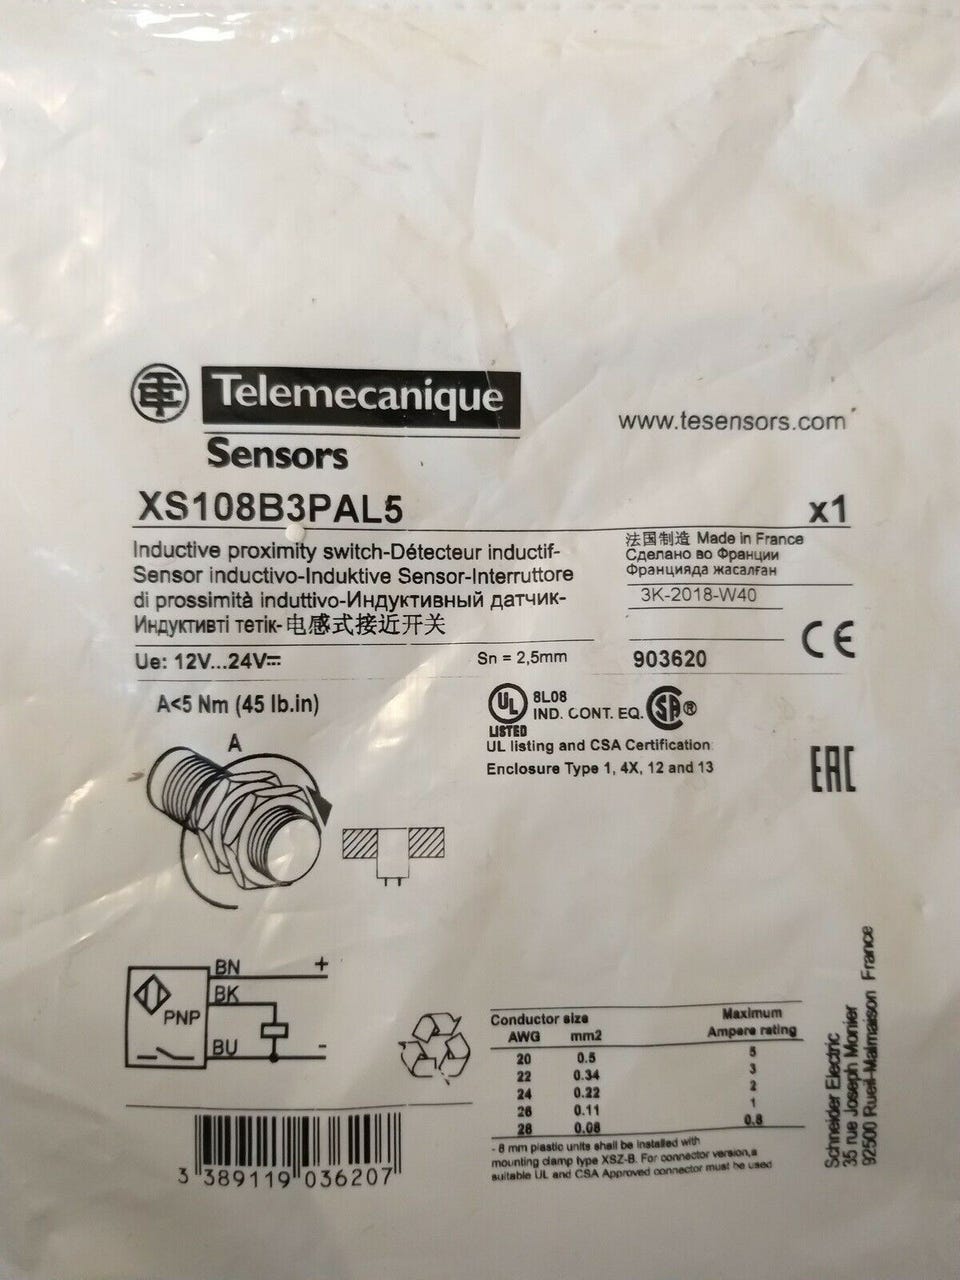 Telemecanique
Sensors
www.tesensors.com
XS108B3PAL5
x1
Inductive proximity switch-Détecteur inductif-
Sensor inductivo-Induktive Sensor-Interruttore
di prossimità induttivo-Индуктивный датчик-
Индуктивті тетік-电感式接近开关
法国制造 Made in France
Сделано во Франции
Францияда жасалған
3K-2018-W40
Ue: 12V...24V
Sn = 2,5mm
903620
CE
A<5 Nm (45 lb.in)
UL
LISTED
8L08
IND. CONT. EQ.
SA®
UL listing and CSA Certification
Enclosure Type 1, 4X, 12 and 13
EAC
A
BN +
BK
PNP
BU -
Conductor size Maximum
AWG mm2 Ampere rating
20 0.5 5
22 0.34 3
24 0.22 2
26 0.11 1
28 0.08 0.8
- 8 mm plastic units shall be installed with
mounting clamp type XSZ-B. For connector version,a
suitable UL and CSA Approved connector must be used
Schneider Electric
35 rue Joseph Monier
92500 Rueil-Malmaison France
3 389119 036207